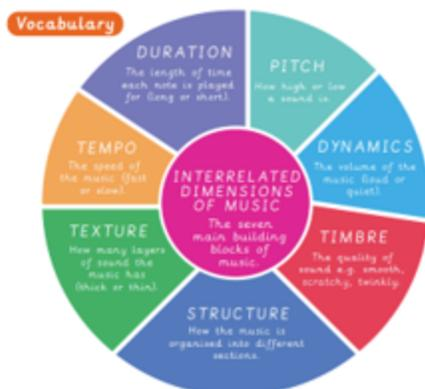 Vocabulary
DURATION
The length of time
each note is played
for (long or short).
PITCH
How high or low
a sound is.
DYNAMICS
The volume of the
music (loud or
quiet).
TIMBRE
The quality of
sound e.g. smooth,
scratchy, twinkly.
STRUCTURE
How the music is
organised into different
sections.
TEXTURE
How many layers
of sound the
music has
(thick or thin).
TEMPO
The speed of
the music (fast
or slow).
INTERRELATED
DIMENSIONS
OF MUSIC
The seven
main building
blocks of
music.